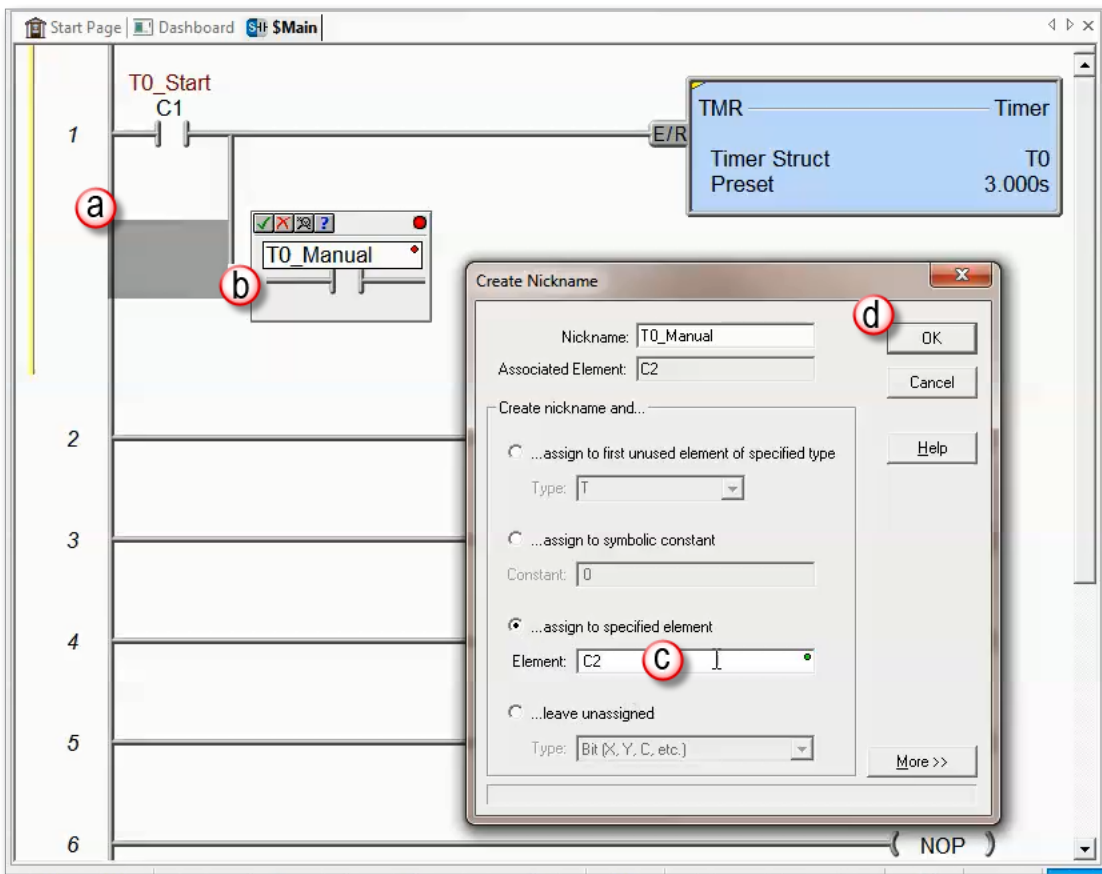 Start Page Dashboard $Main
T0_Start
C1
1
E/R
TMR Timer
Timer Struct T0
Preset 3.000s
a
?
T0_Manual
b
Create Nickname
d
Nickname: T0_Manual
OK
Associated Element: C2
Cancel
Create nickname and...
2
...assign to first unused element of specified type
Help
Type: T
3
...assign to symbolic constant
Constant: 0
...assign to specified element
4
Element: C2
c
...leave unassigned
5
Type: Bit (X, Y, C, etc.)
More >>
6
( NOP )